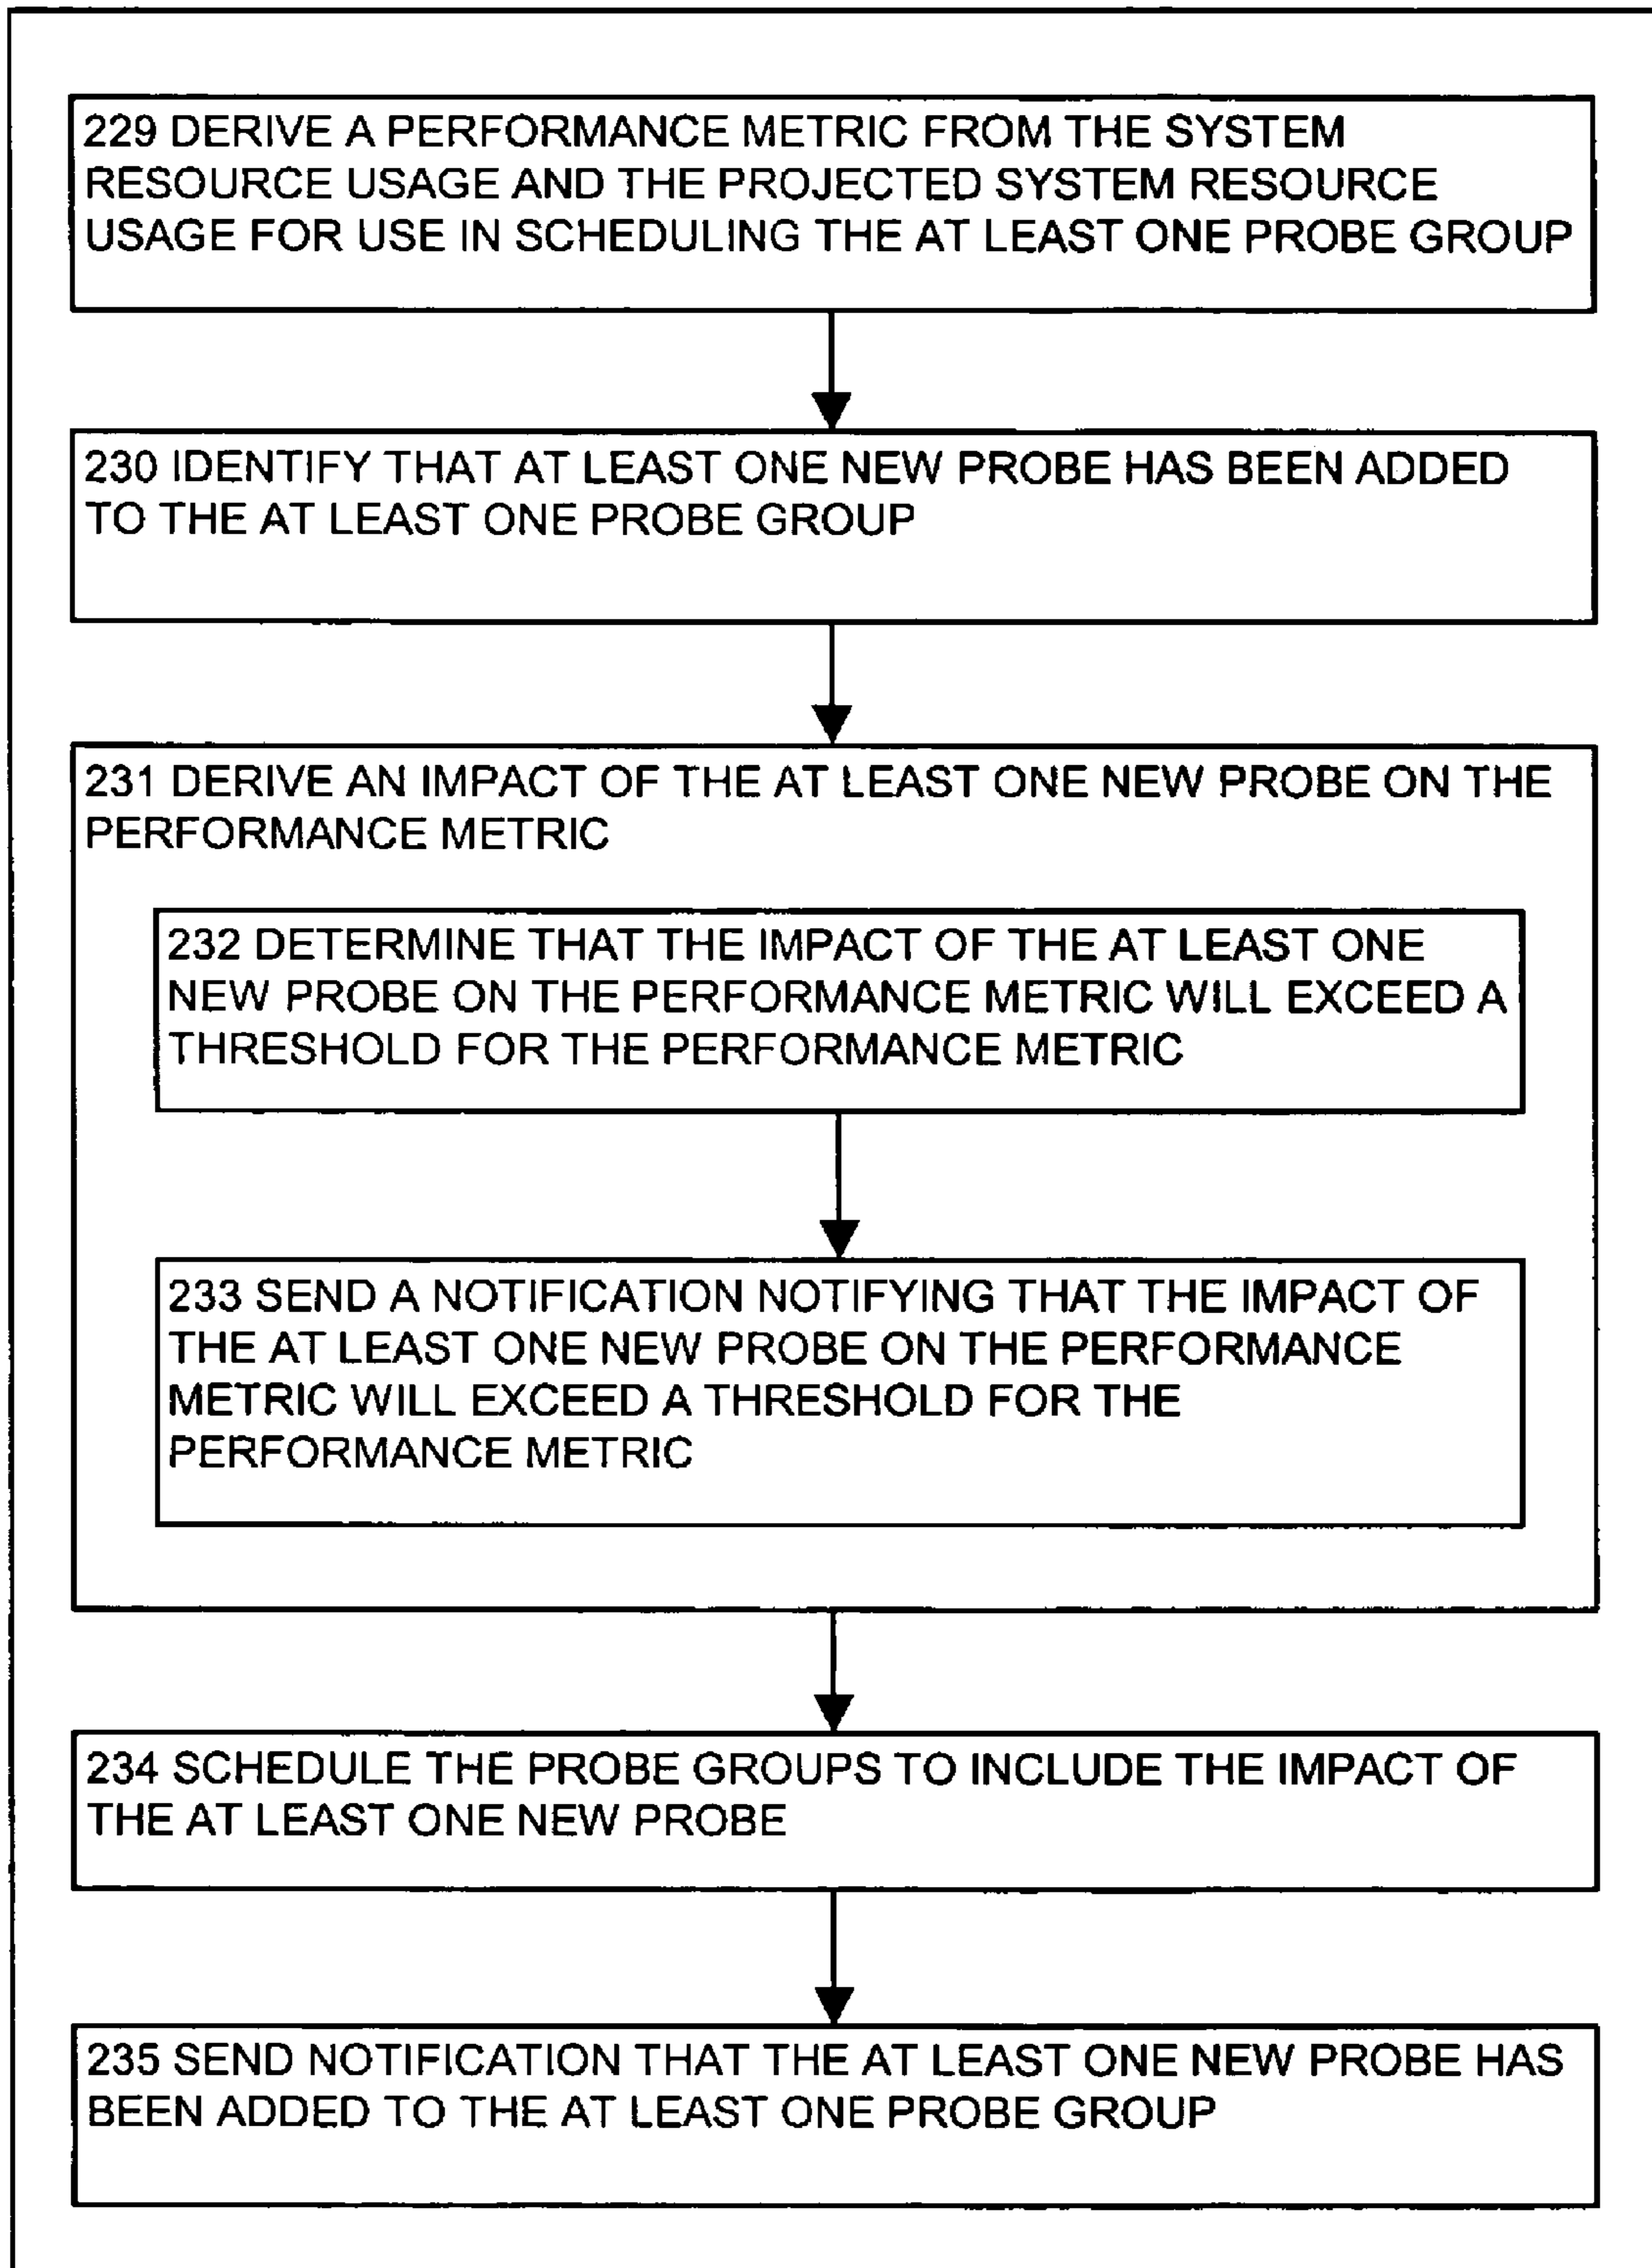 229 DERIVE A PERFORMANCE METRIC FROM THE SYSTEM
RESOURCE USAGE AND THE PROJECTED SYSTEM RESOURCE
USAGE FOR USE IN SCHEDULING THE AT LEAST ONE PROBE GROUP
230 IDENTIFY THAT AT LEAST ONE NEW PROBE HAS BEEN ADDED
TO THE AT LEAST ONE PROBE GROUP
231 DERIVE AN IMPACT OF THE AT LEAST ONE NEW PROBE ON THE
PERFORMANCE METRIC
232 DETERMINE THAT THE IMPACT OF THE AT LEAST ONE
NEW PROBE ON THE PERFORMANCE METRIC WILL EXCEED A
THRESHOLD FOR THE PERFORMANCE METRIC
233 SEND A NOTIFICATION NOTIFYING THAT THE IMPACT OF
THE AT LEAST ONE NEW PROBE ON THE PERFORMANCE
METRIC WILL EXCEED A THRESHOLD FOR THE
PERFORMANCE METRIC
234 SCHEDULE THE PROBE GROUPS TO INCLUDE THE IMPACT OF
THE AT LEAST ONE NEW PROBE
235 SEND NOTIFICATION THAT THE AT LEAST ONE NEW PROBE HAS
BEEN ADDED TO THE AT LEAST ONE PROBE GROUP